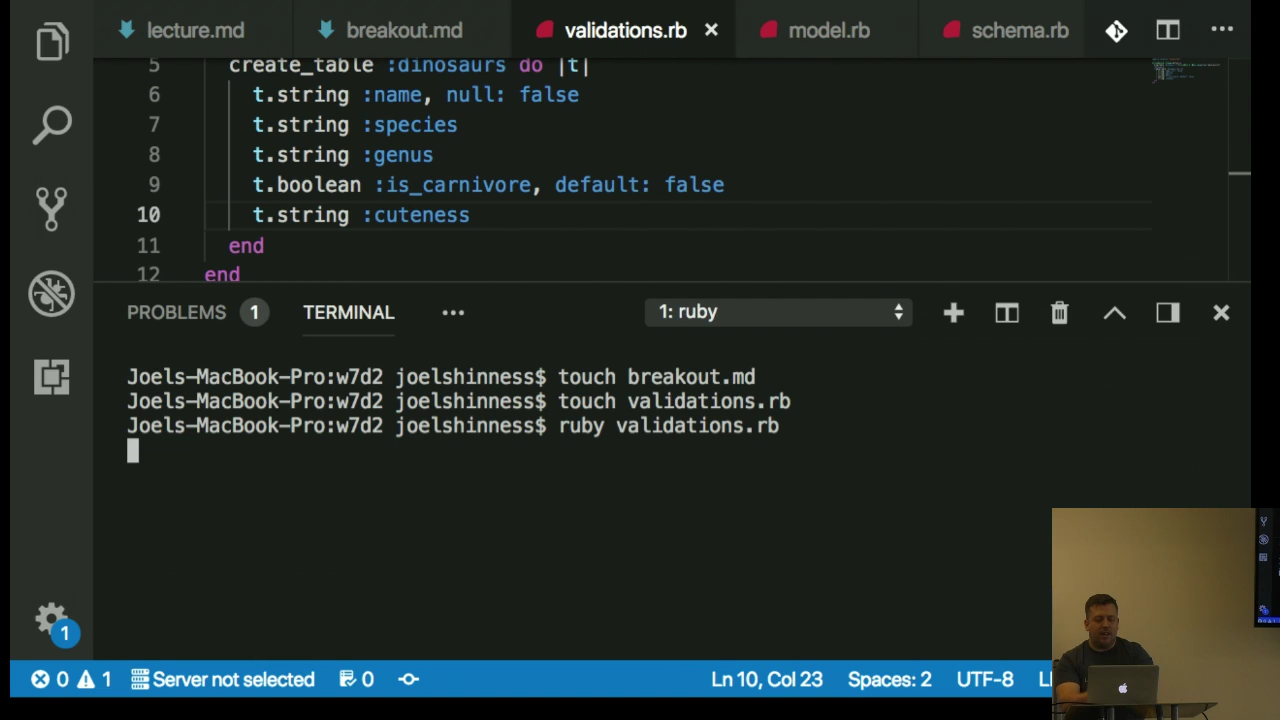 lecture.md breakout.md validations.rb model.rb schema.rb
5 create_table :dinosaurs do |t|
6 t.string :name, null: false
7 t.string :species
8 t.string :genus
9 t.boolean :is_carnivore, default: false
10 t.string :cuteness
11 end
12 end
PROBLEMS 1 TERMINAL 1: ruby
Joels-MacBook-Pro:w7d2 joelshinness$ touch breakout.md
Joels-MacBook-Pro:w7d2 joelshinness$ touch validations.rb
Joels-MacBook-Pro:w7d2 joelshinness$ ruby validations.rb
1
0 1 Server not selected 0 Ln 10, Col 23 Spaces: 2 UTF-8